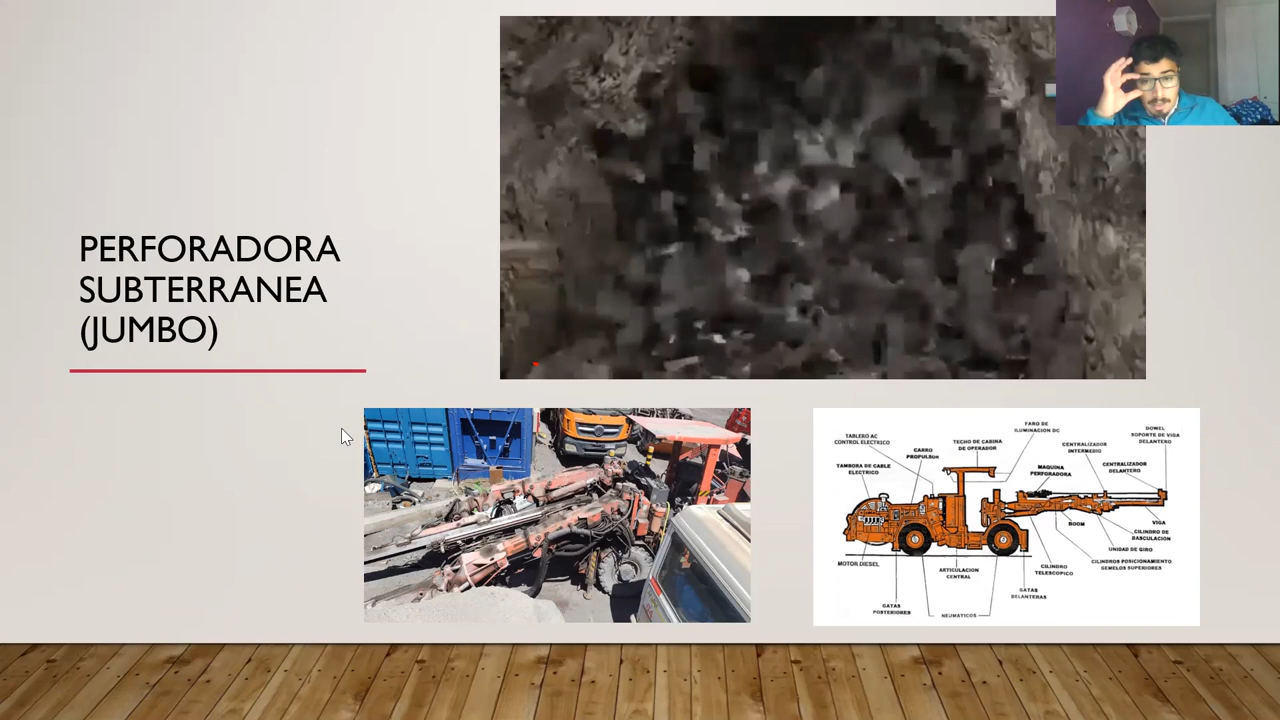 PERFORADORA
SUBTERRANEA
(JUMBO)
TABLERO AC
CONTROL ELECTRICO
TAMBORA DE CABLE
ELECTRICO
CARRO
PROPULSOR
TECHO DE CABINA
DE OPERADOR
FARO DE
ILUMINACION DC
CENTRALIZADOR
INTERMEDIO
MAQUINA
PERFORADORA
DOWEL
SOPORTE DE VIGA
DELANTERO
CENTRALIZADOR
DELANTERO
VIGA
BOOM
CILINDRO DE
BASCULACION
UNIDAD DE GIRO
CILINDROS POSICIONAMIENTO
GEMELOS SUPERIORES
CILINDRO
TELESCOPICO
MOTOR DIESEL
ARTICULACION
CENTRAL
GATAS
DELANTERAS
GATAS
POSTERIORES
NEUMATICOS